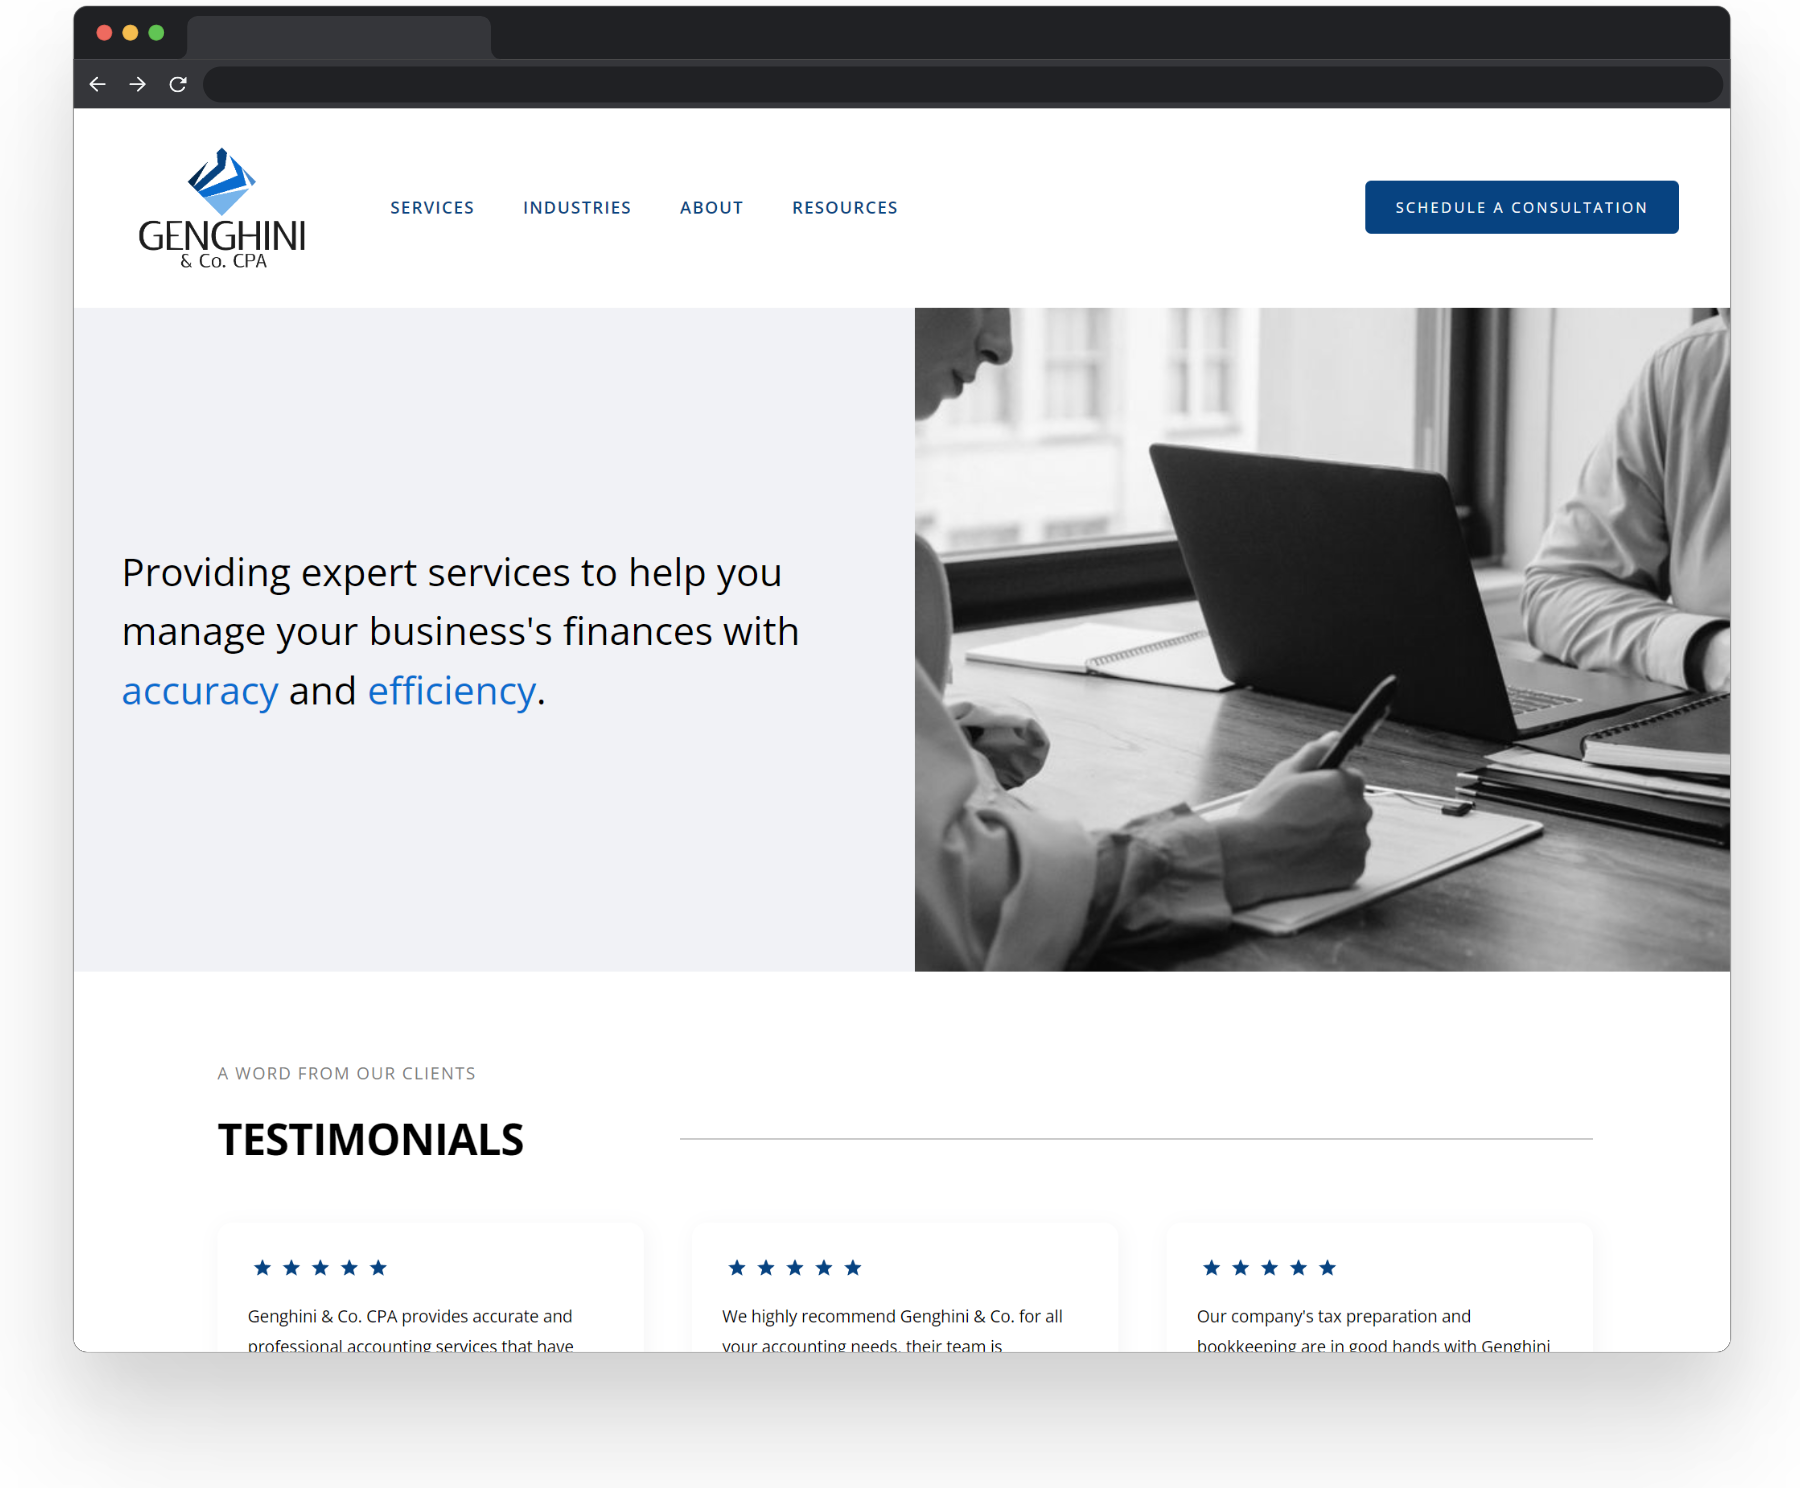 GENGHINI
& Co. CPA
SERVICES
INDUSTRIES
ABOUT
RESOURCES
SCHEDULE A CONSULTATION
Providing expert services to help you
manage your business's finances with
accuracy and efficiency.
A WORD FROM OUR CLIENTS
TESTIMONIALS
Genghini & Co. CPA provides accurate and
professional accounting services that have
We highly recommend Genghini & Co. for all
your accounting needs, their team is
Our company's tax preparation and
bookkeeping are in good hands with Genghini